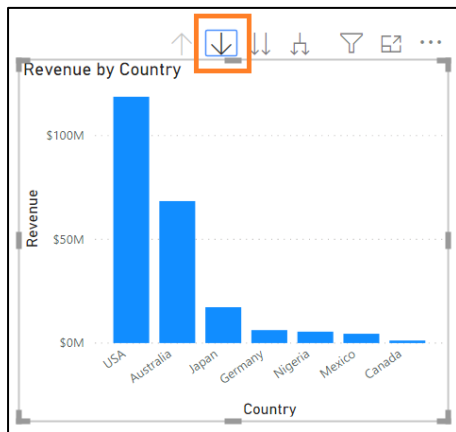 Revenue by Country
$100M
$50M
$0M
Revenue
USA
Australia
Japan
Germany
Nigeria
Mexico
Canada
Country